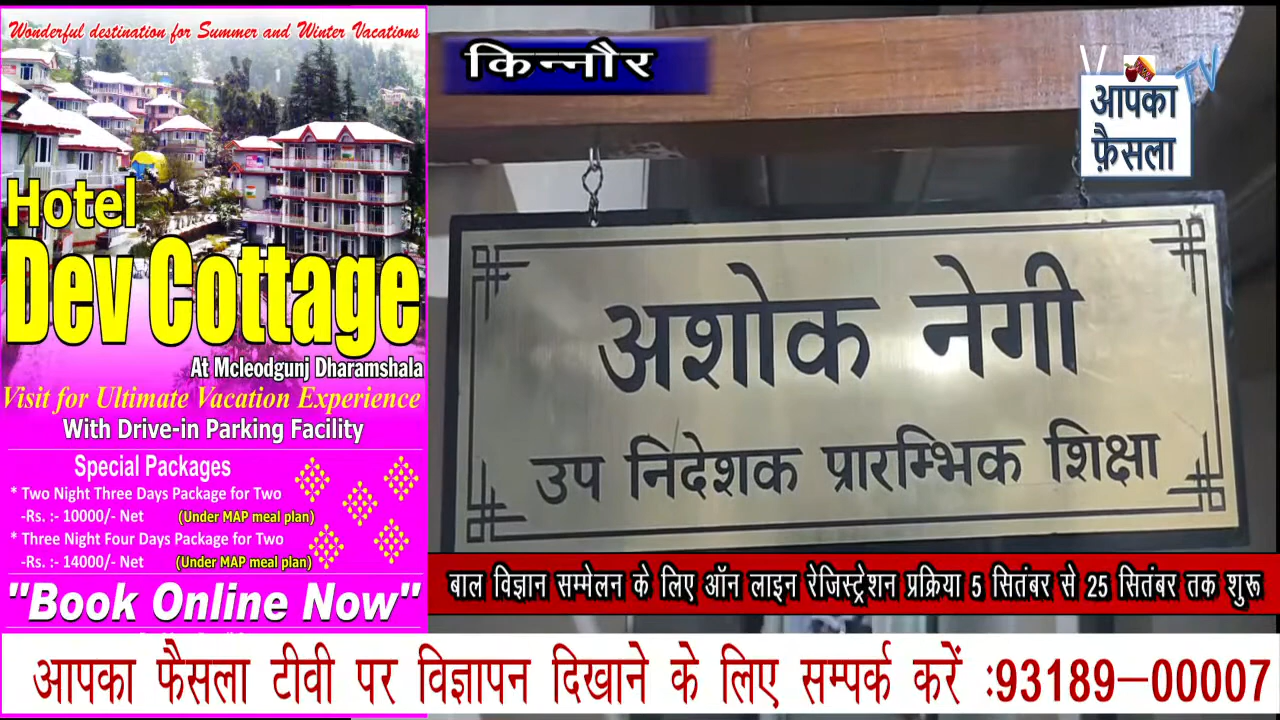 Wonderful destination for Summer and Winter Vacations
Hotel
Dev Cottage
At Mcleodgunj Dharamshala
Visit for Ultimate Vacation Experience
With Drive-in Parking Facility
Special Packages
* Two Night Three Days Package for Two
-Rs. :- 10000/- Net (Under MAP meal plan)
* Three Night Four Days Package for Two
-Rs. :- 14000/- Net (Under MAP meal plan)
"Book Online Now"
किन्नौर
V TV
आपका
फ़ैसला
अशोक नेगी
उप निदेशक प्रारम्भिक शिक्षा
बाल विज्ञान सम्मेलन के लिए ऑन लाइन रेजिस्ट्रेशन प्रक्रिया 5 सितंबर से 25 सितंबर तक शुरू
आपका फैसला टीवी पर विज्ञापन दिखाने के लिए सम्पर्क करें :93189-00007